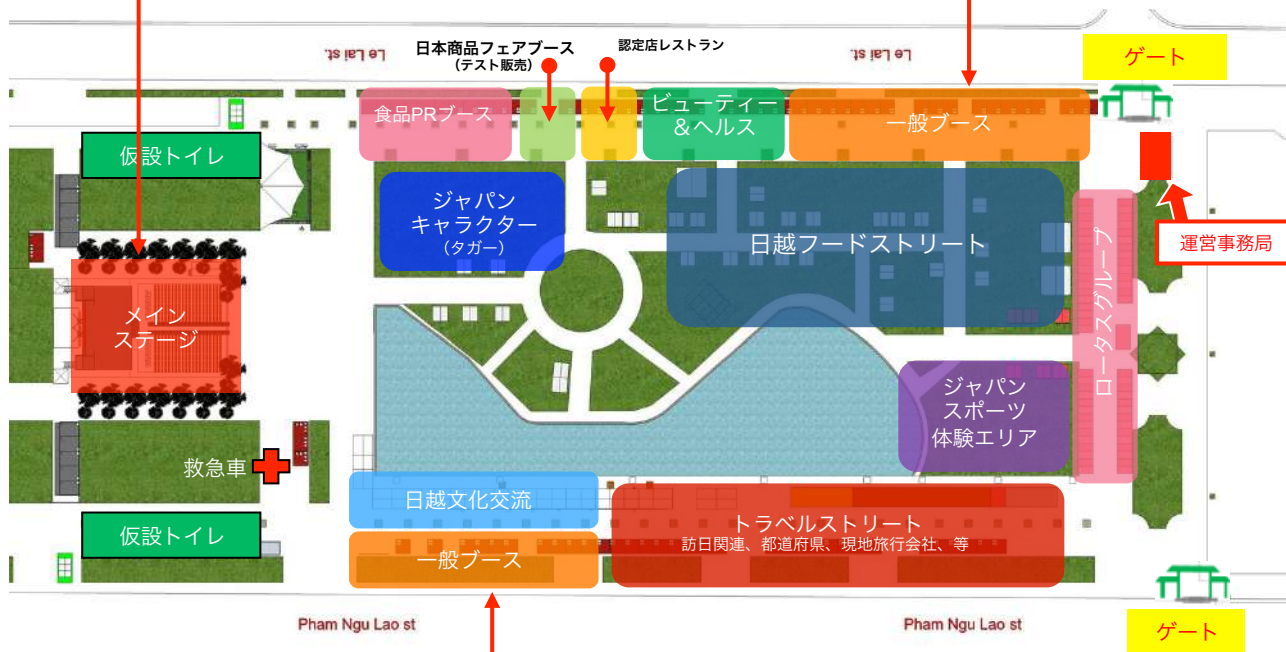 Le Lai st.
日本商品フェアブース
（テスト販売）
認定店レストラン
Le Lai st.
ゲート
食品PRブース
ビューティー
&ヘルス
一般ブース
仮設トイレ
ジャパン
キャラクター
（タガー）
日越フードストリート
運営事務局
ロータスグループ
メイン
ステージ
ジャパン
スポーツ
体験エリア
救急車
日越文化交流
トラベルストリート
訪日関連、都道府県、現地旅行会社、等
仮設トイレ
一般ブース
Pham Ngu Lao st
Pham Ngu Lao st
ゲート